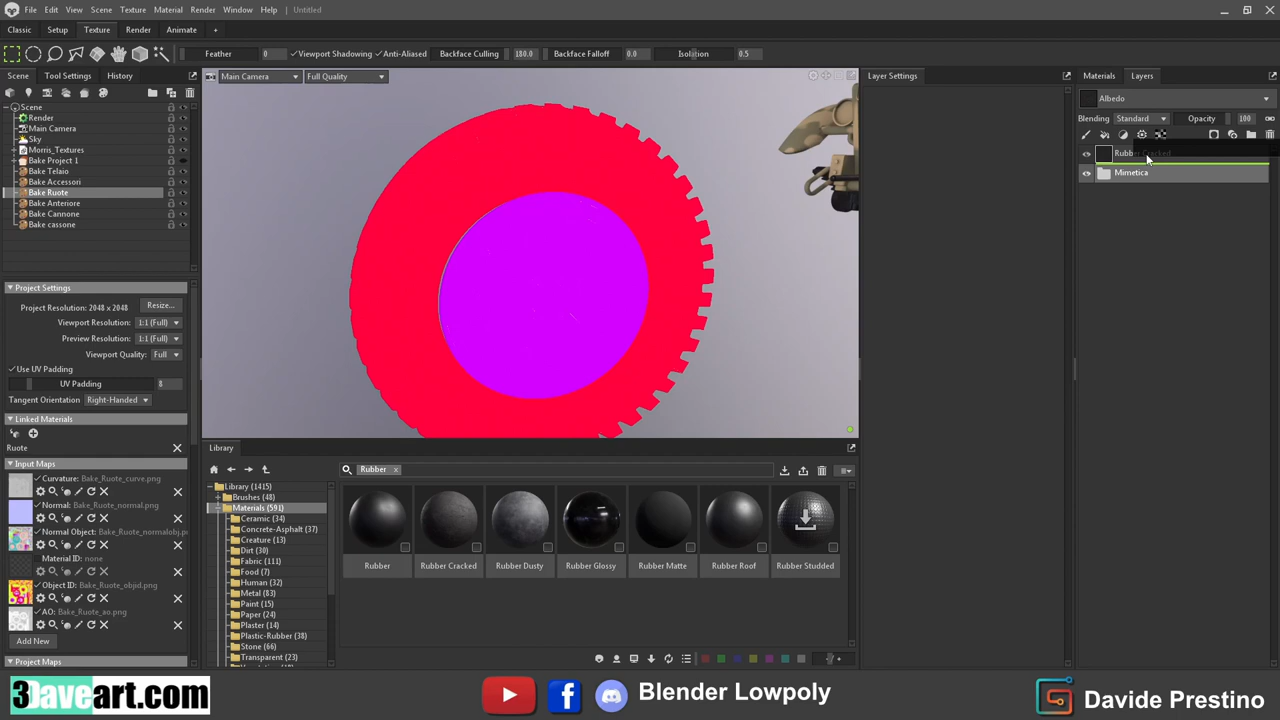 File Edit View Scene Texture Material Render Window Help Untitled
Classic Setup Texture Render Animate +
Feather 0 Viewport Shadowing Anti-Aliased Backface Culling 180.0 Backface Falloff 0.0 Isolation 0.5
Scene Tool Settings History
Main Camera Full Quality
Layer Settings
Materials Layers
Albedo
Blending Standard Opacity 100
Rubber Cracked
Mimetica
Scene
Render
Main Camera
Sky
Morris_Textures
Bake Project 1
Bake Telaio
Bake Accessori
Bake Ruote
Bake Anteriore
Bake Cannone
Bake cassone
Project Settings
Project Resolution: 2048 x 2048 Resize...
Viewport Resolution: 1:1 (Full)
Preview Resolution: 1:1 (Full)
Viewport Quality: Full
Use UV Padding
UV Padding 8
Tangent Orientation Right-Handed
Linked Materials
Ruote
Input Maps
Curvature: Bake_Ruote_curve.png
Normal: Bake_Ruote_normal.png
Normal Object: Bake_Ruote_normalobj.p
Material ID: none
Object ID: Bake_Ruote_objid.png
AO: Bake_Ruote_ao.png
Add New
Project Maps
Library
Rubber x
Library (1415)
Brushes (48)
Materials (591)
Ceramic (34)
Concrete-Asphalt (37)
Creature (13)
Dirt (30)
Fabric (111)
Food (7)
Human (32)
Metal (83)
Paint (15)
Paper (24)
Plaster (14)
Plastic-Rubber (38)
Stone (66)
Transparent (23)
Rubber Rubber Cracked Rubber Dusty Rubber Glossy Rubber Matte Rubber Roof Rubber Studded
3Daveart.com
Blender Lowpoly
Davide Prestino